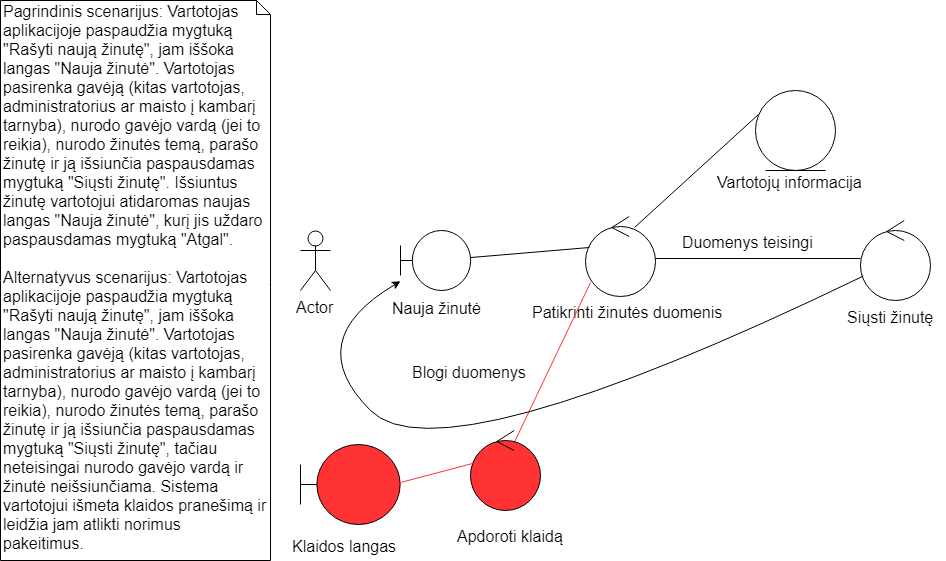 Pagrindinis scenarijus: Vartotojas
aplikacijoje paspaudžia mygtuką
"Rašyti naują žinutę", jam iššoka
langas "Nauja žinutė". Vartotojas
pasirenka gavėją (kitas vartotojas,
administratorius ar maisto į kambarį
tarnyba), nurodo gavėjo vardą (jei to
reikia), nurodo žinutės temą, parašo
žinutę ir ją išsiunčia paspausdamas
mygtuką "Siųsti žinutę". Išsiuntus
žinutę vartotojui atidaromas naujas
langas "Nauja žinutė", kurį jis uždaro
paspausdamas mygtuką "Atgal".
Alternatyvus scenarijus: Vartotojas
aplikacijoje paspaudžia mygtuką
"Rašyti naują žinutę", jam iššoka
langas "Nauja žinutė". Vartotojas
pasirenka gavėją (kitas vartotojas,
administratorius ar maisto į kambarį
tarnyba), nurodo gavėjo vardą (jei to
reikia), nurodo žinutės temą, parašo
žinutę ir ją išsiunčia paspausdamas
mygtuką "Siųsti žinutę", tačiau
neteisingai nurodo gavėjo vardą ir
žinutė neišsiunčiama. Sistema
vartotojui išmeta klaidos pranešimą ir
leidžia jam atlikti norimus
pakeitimus.
Vartotojų informacija
Duomenys teisingi
Actor
Nauja žinutė
Patikrinti žinutės duomenis
Siųsti žinutę
Blogi duomenys
Klaidos langas
Apdoroti klaidą